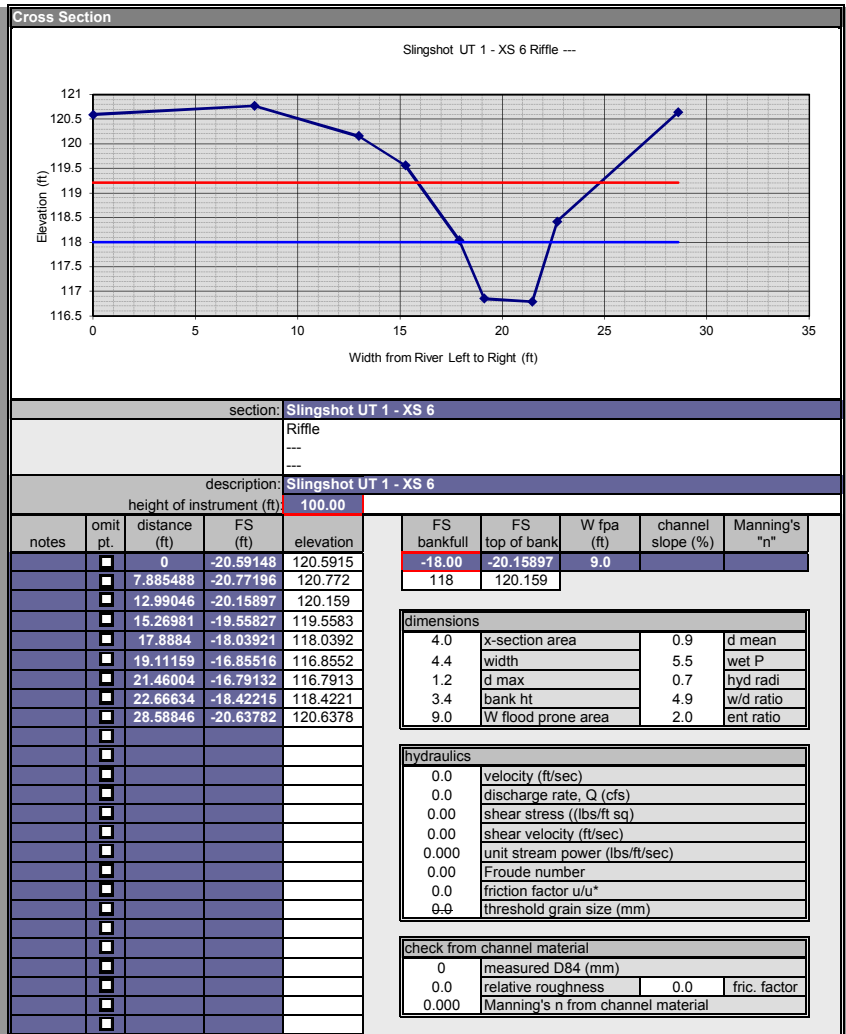 Cross Section
Slingshot UT 1 - XS 6 Riffle ---
121
120.5
120
119.5
119
118.5
118
117.5
117
116.5
Elevation (ft)
0 5 10 15 20 25 30 35
Width from River Left to Right (ft)
section: Slingshot UT 1 - XS 6
Riffle
---
---
description: Slingshot UT 1 - XS 6
height of instrument (ft): 100.00
notes omit pt. distance (ft) FS (ft) elevation
0 -20.59148 120.5915
7.885488 -20.77196 120.772
12.99046 -20.15897 120.159
15.26981 -19.55827 119.5583
17.8884 -18.03921 118.0392
19.11159 -16.85516 116.8552
21.46004 -16.79132 116.7913
22.66634 -18.42215 118.4221
28.58846 -20.63782 120.6378
FS bankfull FS top of bank W fpa (ft) channel slope (%) Manning's "n"
-18.00 -20.15897 9.0
118 120.159
dimensions
4.0 x-section area 0.9 d mean
4.4 width 5.5 wet P
1.2 d max 0.7 hyd radi
3.4 bank ht 4.9 w/d ratio
9.0 W flood prone area 2.0 ent ratio
hydraulics
0.0 velocity (ft/sec)
0.0 discharge rate, Q (cfs)
0.00 shear stress ((lbs/ft sq)
0.00 shear velocity (ft/sec)
0.000 unit stream power (lbs/ft/sec)
0.00 Froude number
0.0 friction factor u/u*
0.0 threshold grain size (mm)
check from channel material
0 measured D84 (mm)
0.0 relative roughness 0.0 fric. factor
0.000 Manning's n from channel material